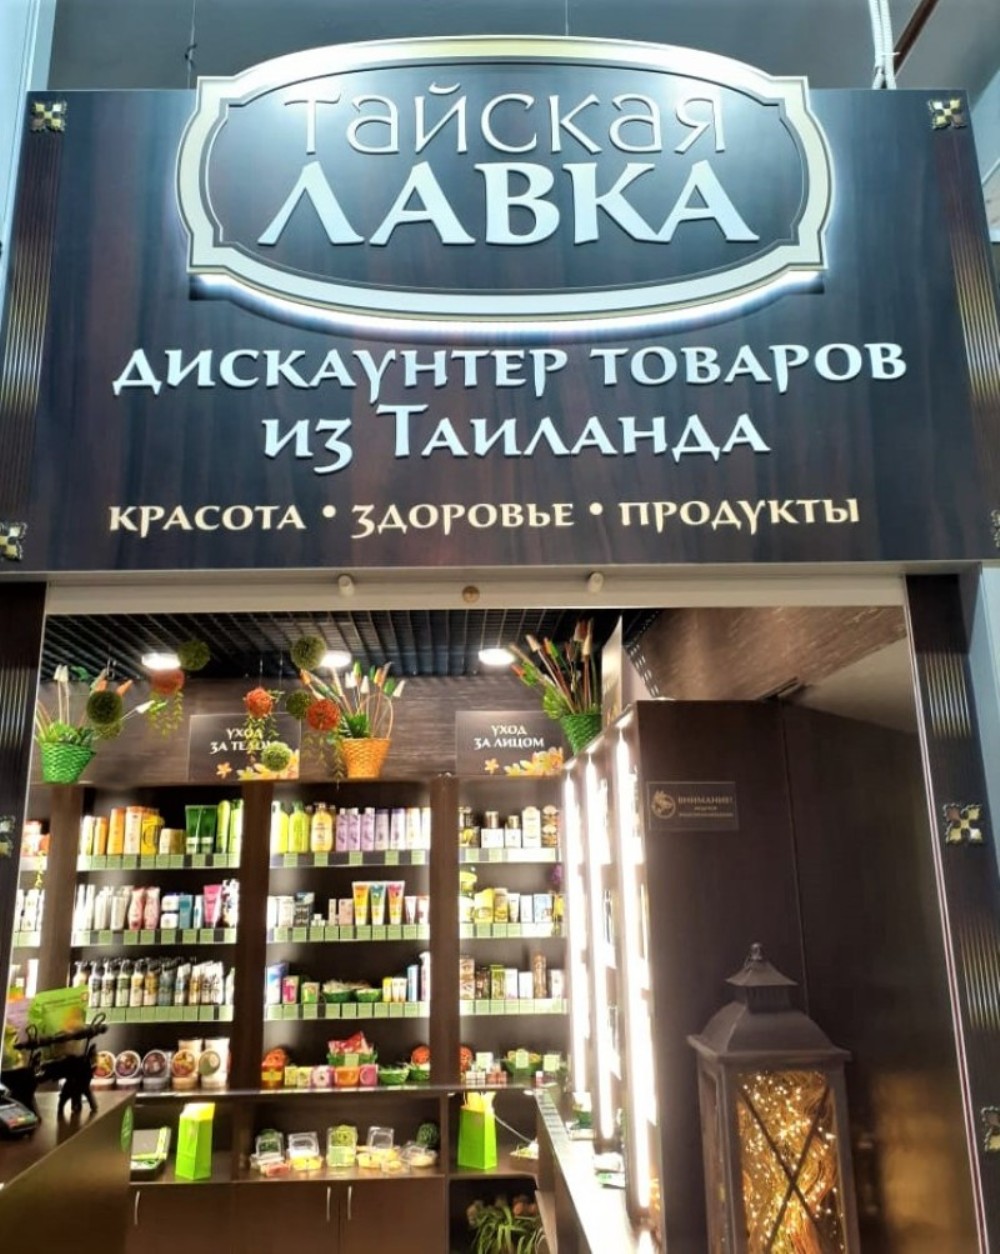 Тайская
ЛАВКА
дискаунтер товаров
из Таиланда
красота • здоровье • продукты
уход
за телом
уход
за лицом
ВНИМАНИЕ!